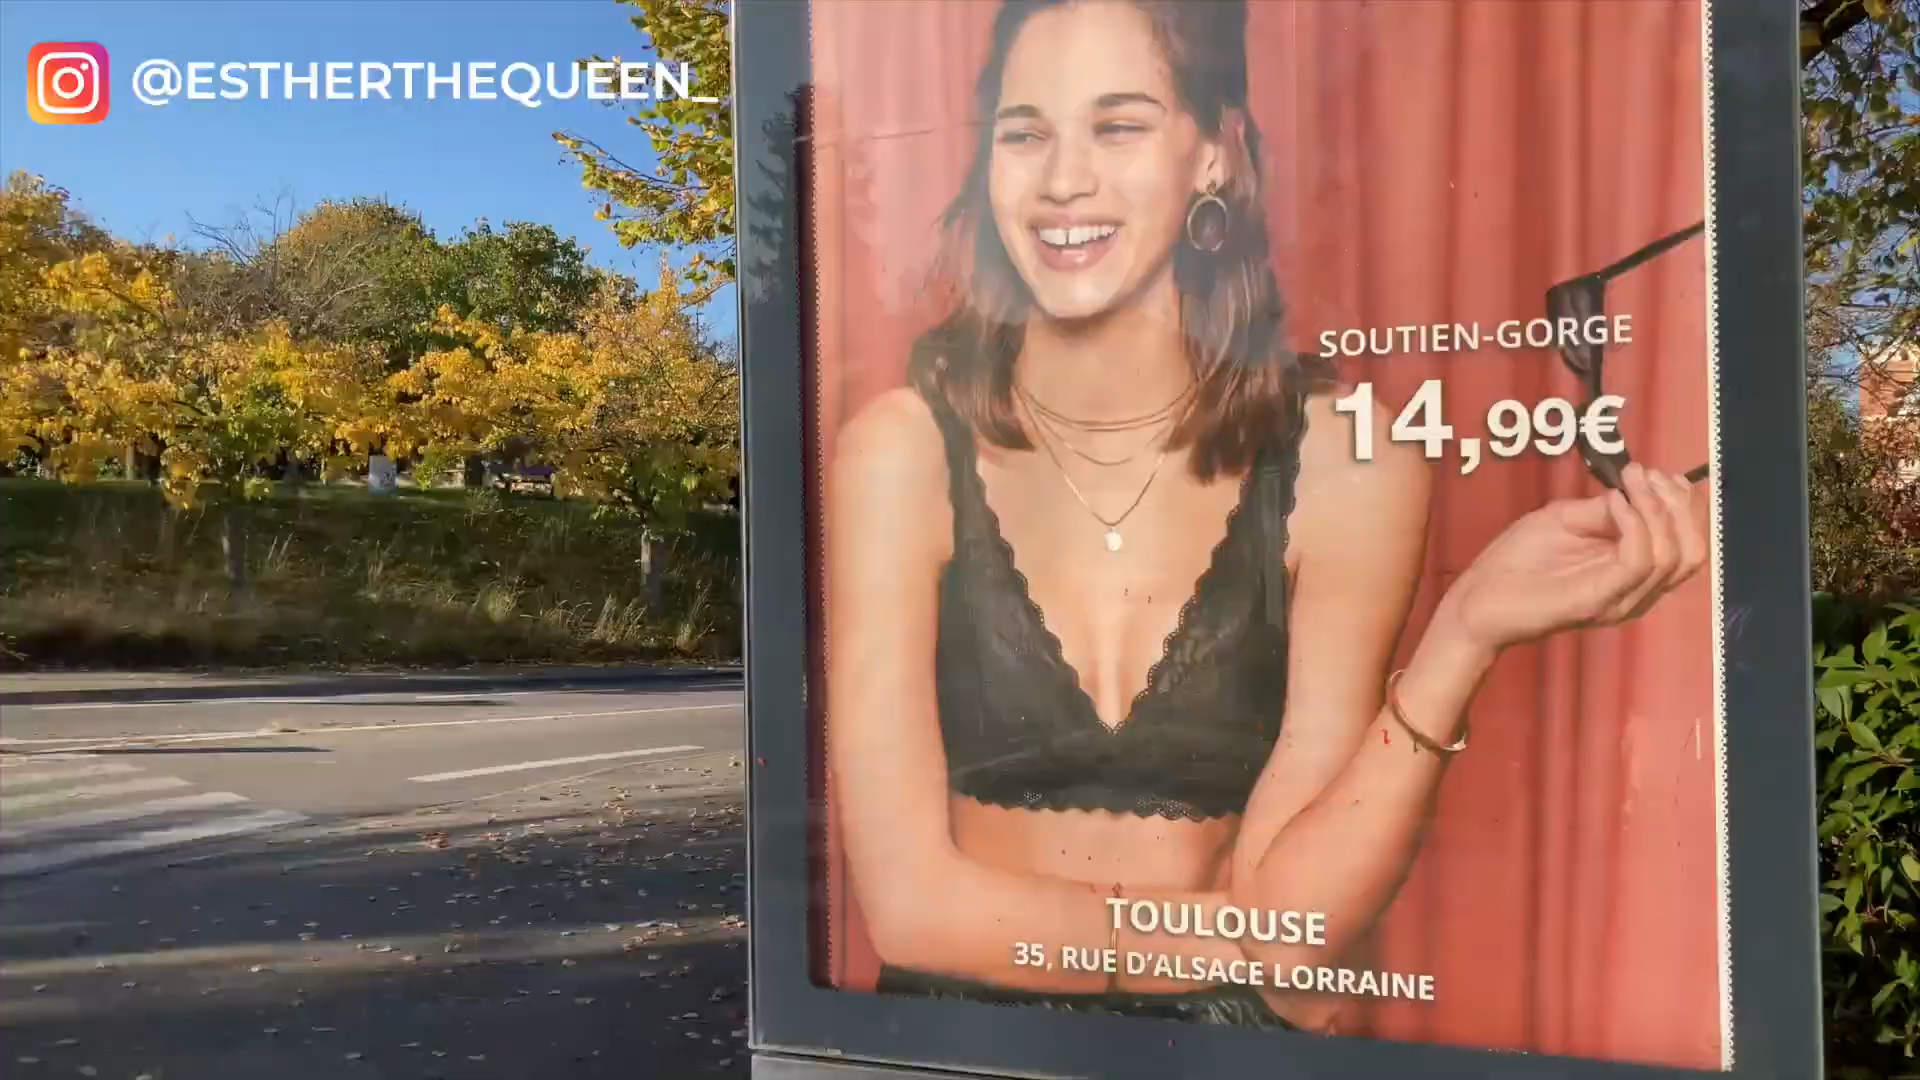 @ESTHERTHEQUEEN_
SOUTIEN-GORGE
14,99€
TOULOUSE
35, RUE D'ALSACE LORRAINE